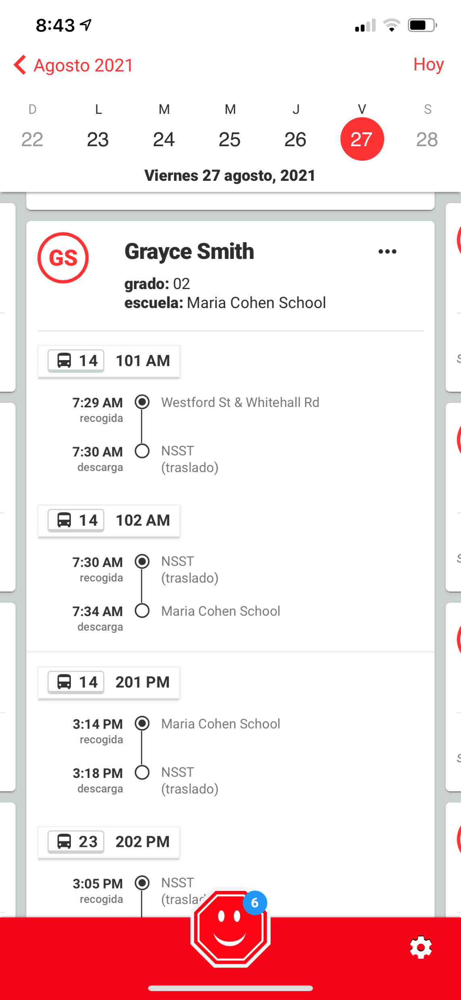 8:43
Agosto 2021
Hoy
D L M M J V S
22 23 24 25 26 27 28
Viernes 27 agosto, 2021
GS
Grayce Smith
grado: 02
escuela: Maria Cohen School
14 101 AM
7:29 AM Westford St & Whitehall Rd
recogida
7:30 AM NSST
descarga (traslado)
14 102 AM
7:30 AM NSST
recogida (traslado)
7:34 AM Maria Cohen School
descarga
14 201 PM
3:14 PM Maria Cohen School
recogida
3:18 PM NSST
descarga (traslado)
23 202 PM
3:05 PM NSST
recogida
6